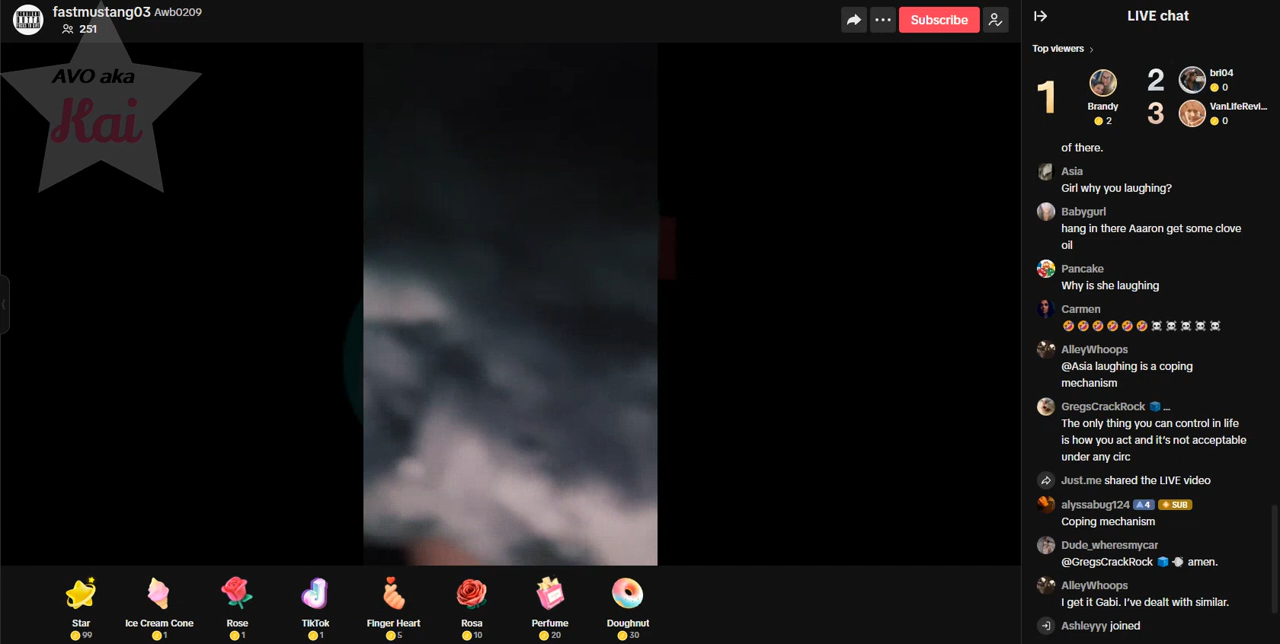 fastmustang03 Awb0209
251
Subscribe
AVO aka
Kai
LIVE chat
Top viewers
1
Brandy
2
2
bri04
0
3
VanLifeRevi...
0
of there.
Asia
Girl why you laughing?
Babygurl
hang in there Aaaron get some clove
oil
Pancake
Why is she laughing
Carmen
🤣🤣🤣🤣🤣🤣☠️☠️☠️☠️☠️
AlleyWhoops
@Asia laughing is a coping
mechanism
GregsCrackRock 🧊...
The only thing you can control in life
is how you act and it's not acceptable
under any circ
Just.me shared the LIVE video
alyssabug124 4 SUB
Coping mechanism
Dude_wheresmycar
@GregsCrackRock 🧊 amen.
AlleyWhoops
I get it Gabi. I've dealt with similar.
Ashleyyy joined
Star
99
Ice Cream Cone
1
Rose
1
TikTok
1
Finger Heart
5
Rosa
10
Perfume
20
Doughnut
30